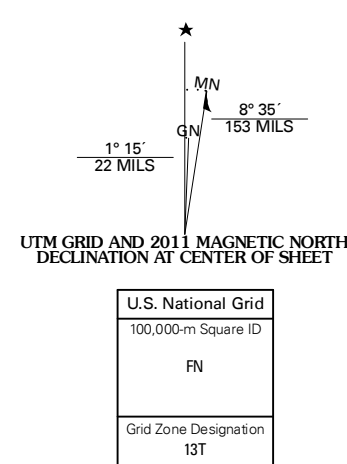 ★
MN
GN
8° 35´
153 MILS
1° 15´
22 MILS
UTM GRID AND 2011 MAGNETIC NORTH
DECLINATION AT CENTER OF SHEET
U.S. National Grid
100,000-m Square ID
FN
Grid Zone Designation
13T